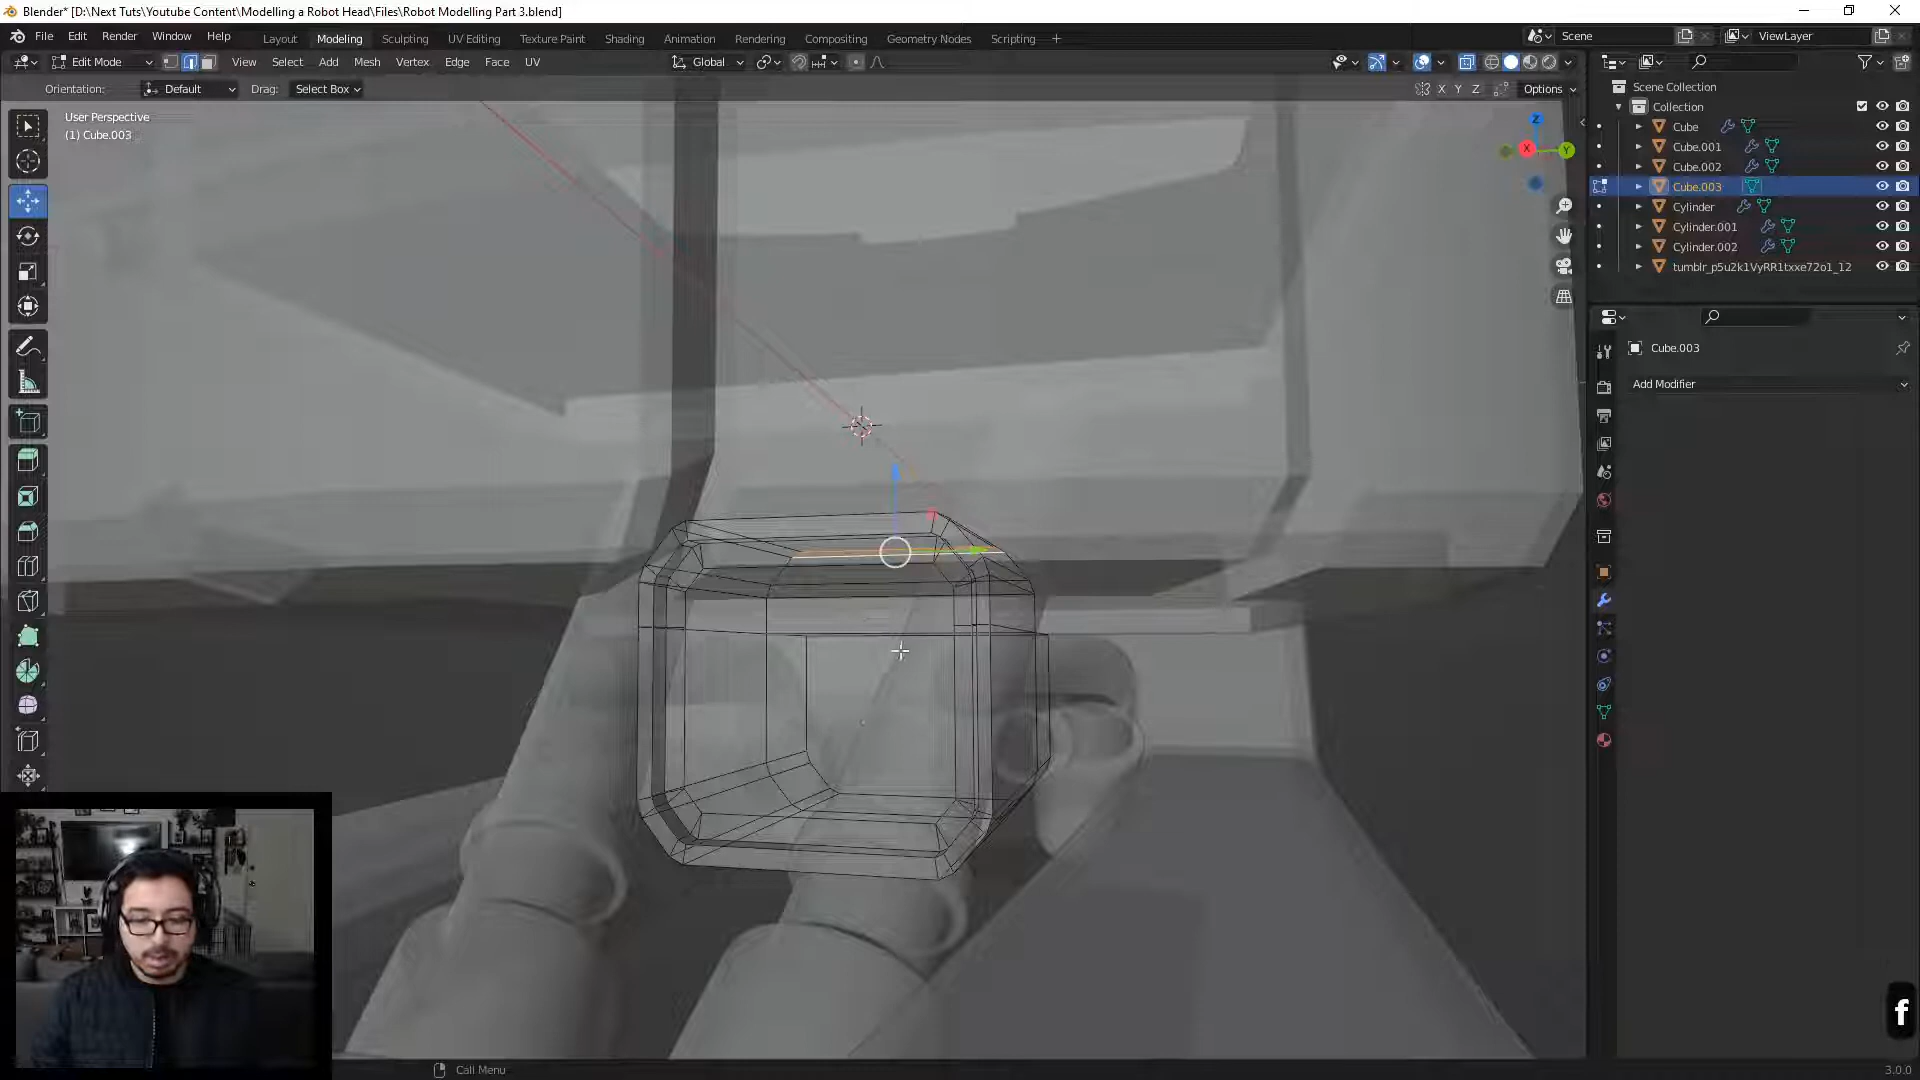 Blender* [D:\Next Tuts\Youtube Content\Modelling a Robot Head\Files\Robot Modelling Part 3.blend]
File Edit Render Window Help
Layout Modeling Sculpting UV Editing Texture Paint Shading Animation Rendering Compositing Geometry Nodes Scripting +
Scene ViewLayer
Edit Mode View Select Add Mesh Vertex Edge Face UV Global
Orientation: Default Drag: Select Box X Y Z Options
User Perspective
(1) Cube.003
Z
X Y
Scene Collection
Collection
Cube
Cube.001
Cube.002
Cube.003
Cylinder
Cylinder.001
Cylinder.002
tumblr_p5u2k1VyRR1txxe72o1_12
Cube.003
Add Modifier
f
Call Menu
3.0.0